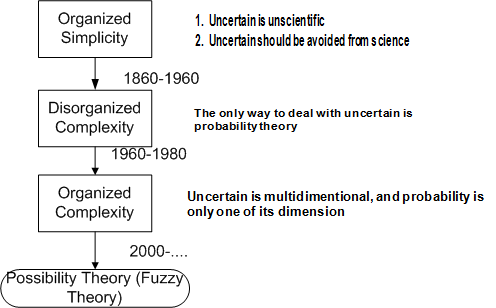 Organized
Simplicity
1. Uncertain is unscientific
2. Uncertain should be avoided from science
1860-1960
Disorganized
Complexity
The only way to deal with uncertain is
probability theory
1960-1980
Organized
Complexity
Uncertain is multidimentional, and probability is
only one of its dimension
2000-....
Possibility Theory (Fuzzy
Theory)